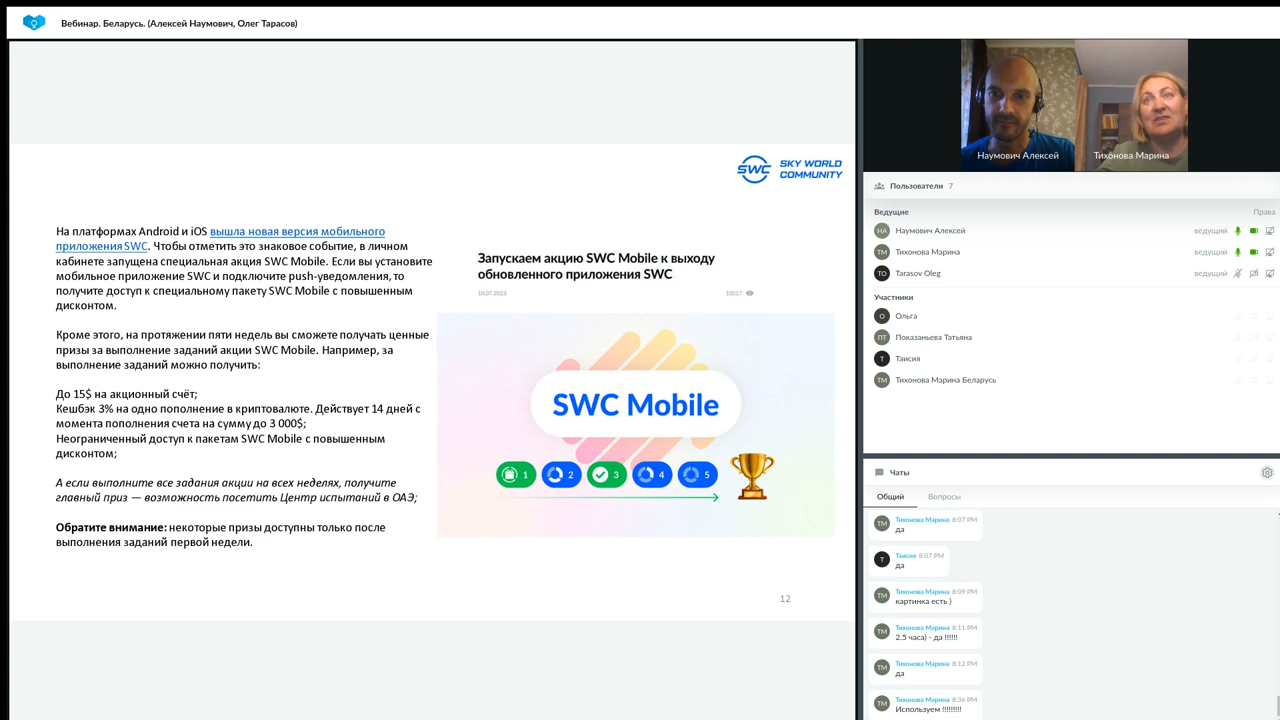 Вебинар. Беларусь. (Алексей Наумович, Олег Тарасов)
SWC
SKY WORLD
COMMUNITY
На платформах Android и iOS вышла новая версия мобильного
приложения SWC. Чтобы отметить это знаковое событие, в личном
кабинете запущена специальная акция SWC Mobile. Если вы установите
мобильное приложение SWC и подключите push-уведомления, то
получите доступ к специальному пакету SWC Mobile с повышенным
дисконтом.
Кроме этого, на протяжении пяти недель вы сможете получать ценные
призы за выполнение заданий акции SWC Mobile. Например, за
выполнение заданий можно получить:
До 15$ на акционный счёт;
Кешбэк 3% на одно пополнение в криптовалюте. Действует 14 дней с
момента пополнения счета на сумму до 3 000$;
Неограниченный доступ к пакетам SWC Mobile с повышенным
дисконтом;
А если выполните все задания акции на всех неделях, получите
главный приз — возможность посетить Центр испытаний в ОАЭ;
Обратите внимание: некоторые призы доступны только после
выполнения заданий первой недели.
Запускаем акцию SWC Mobile к выходу
обновленного приложения SWC
10.07.2023
10017
SWC Mobile
1 2 3 4 5
12
Наумович Алексей
Тихонова Марина
Пользователи 7
Ведущие Права
НА Наумович Алексей ведущий
ТМ Тихонова Марина ведущий
TO Tarasov Oleg ведущий
Участники
О Ольга
ПТ Показаньева Татьяна
Т Таисия
ТМ Тихонова Марина Беларусь
Чаты
Общий Вопросы
ТМ Тихонова Марина 8:07 PM
да
Т Таисия 8:07 PM
да
ТМ Тихонова Марина 8:09 PM
картинка есть )
ТМ Тихонова Марина 8:11 PM
2.5 часа) - да !!!!!!
ТМ Тихонова Марина 8:12 PM
да
ТМ Тихонова Марина 8:36 PM
Используем !!!!!!!!!